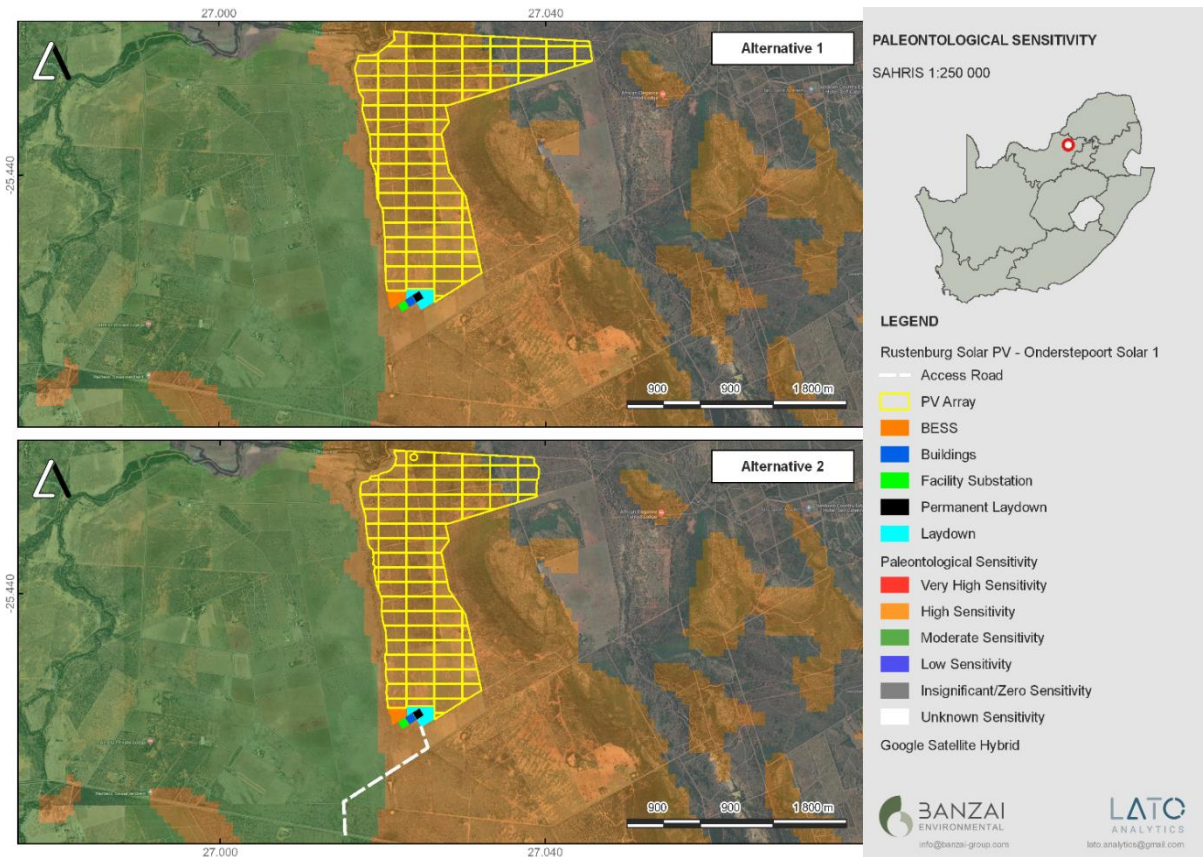 27.000
27.040
Alternative 1
-25.440
900
900
1 800 m
Alternative 2
-25.440
900
900
1 800 m
27.000
27.040
PALEONTOLOGICAL SENSITIVITY
SAHRIS 1:250 000
LEGEND
Rustenburg Solar PV - Onderstepoort Solar 1
Access Road
PV Array
BESS
Buildings
Facility Substation
Permanent Laydown
Laydown
Paleontological Sensitivity
Very High Sensitivity
High Sensitivity
Moderate Sensitivity
Low Sensitivity
Insignificant/Zero Sensitivity
Unknown Sensitivity
Google Satellite Hybrid
BANZAI
ENVIRONMENTAL
info@banzai-group.com
LATO
ANALYTICS
lato.analytics@gmail.com